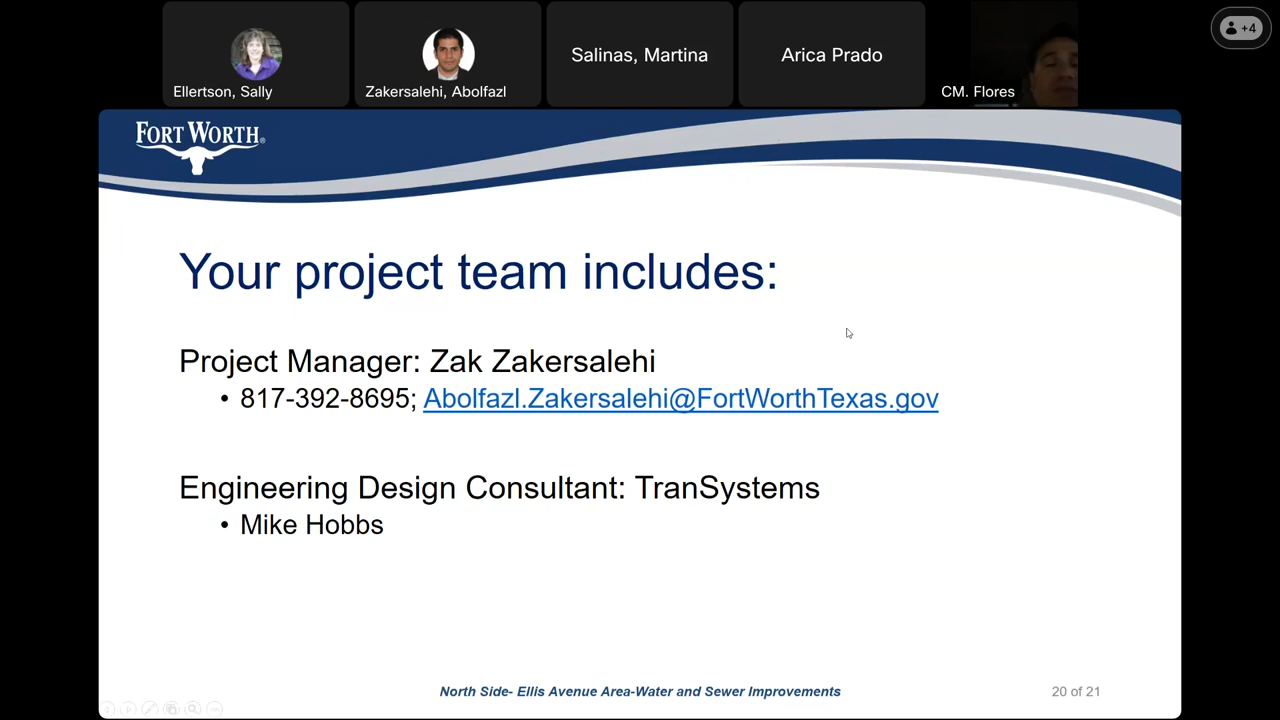 Ellertson, Sally
Zakersalehi, Abolfazl
Salinas, Martina
Arica Prado
CM. Flores
+4
FORT WORTH®
Your project team includes:
Project Manager: Zak Zakersalehi
• 817-392-8695; Abolfazl.Zakersalehi@FortWorthTexas.gov
Engineering Design Consultant: TranSystems
• Mike Hobbs
North Side- Ellis Avenue Area-Water and Sewer Improvements
20 of 21